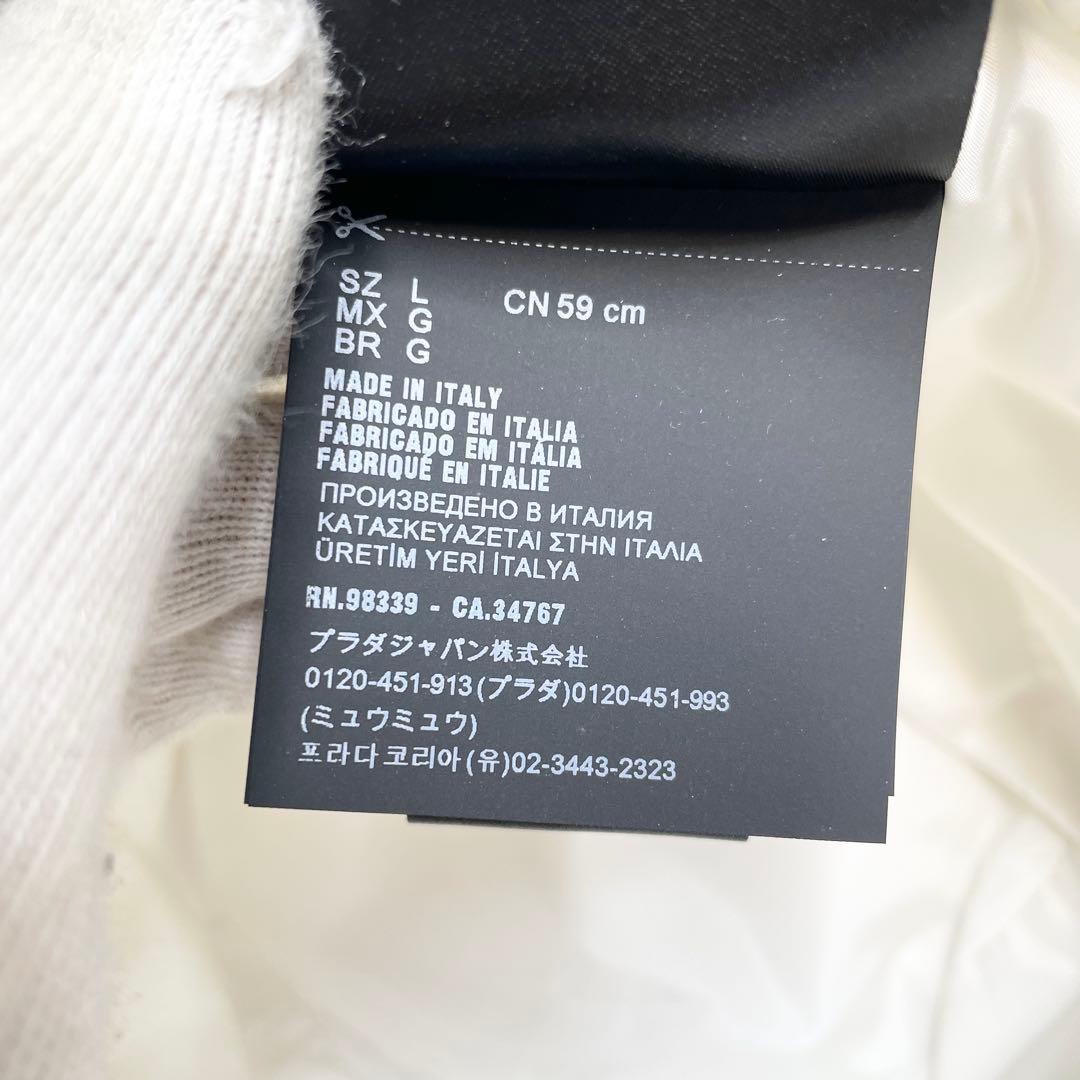 SZ L CN 59 cm
MX G
BR G
MADE IN ITALY
FABRICADO EN ITALIA
FABRICADO EM ITÁLIA
FABRIQUÉ EN ITALIE
ПРОИЗВЕДЕНО В ИТАЛИЯ
ΚΑΤΑΣΚΕΥΑΖΕΤΑΙ ΣΤΗΝ ΙΤΑΛΙΑ
ÜRETİM YERİ İTALYA
RN.98339 - CA.34767
プラダジャパン株式会社
0120-451-913(プラダ)0120-451-993
(ミュウミュウ)
프라다코리아(유)02-3443-2323